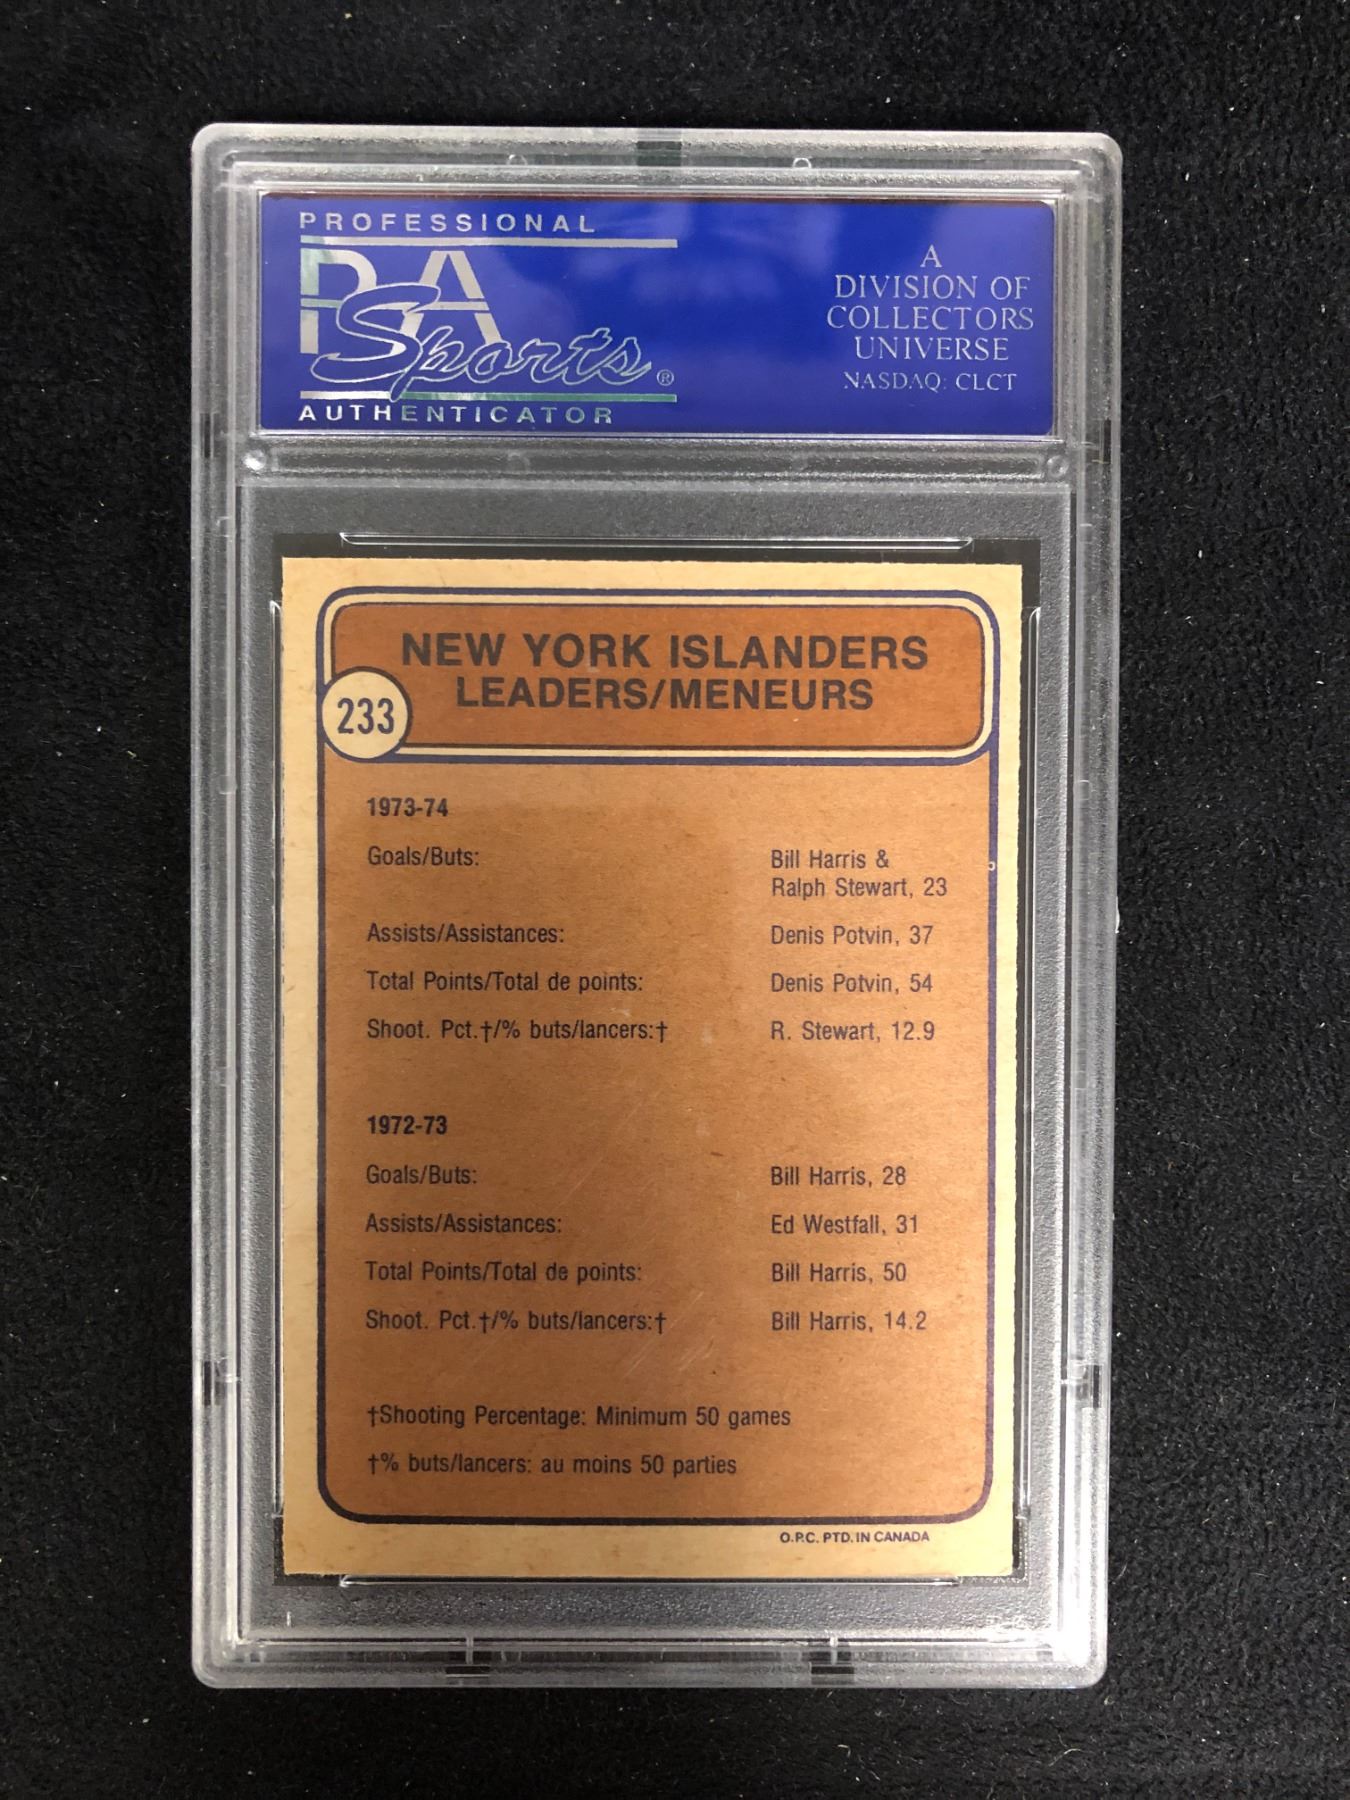 PROFESSIONAL
PSA
Sports®
AUTHENTICATOR
A
DIVISION OF
COLLECTORS
UNIVERSE
NASDAQ: CLCT
NEW YORK ISLANDERS
LEADERS/MENEURS
233
1973-74
Goals/Buts: Bill Harris &
Ralph Stewart, 23
Assists/Assistances: Denis Potvin, 37
Total Points/Total de points: Denis Potvin, 54
Shoot. Pct.†/% buts/lancers:† R. Stewart, 12.9
1972-73
Goals/Buts: Bill Harris, 28
Assists/Assistances: Ed Westfall, 31
Total Points/Total de points: Bill Harris, 50
Shoot. Pct.†/% buts/lancers:† Bill Harris, 14.2
†Shooting Percentage: Minimum 50 games
†% buts/lancers: au moins 50 parties
O.P.C. PTD. IN CANADA